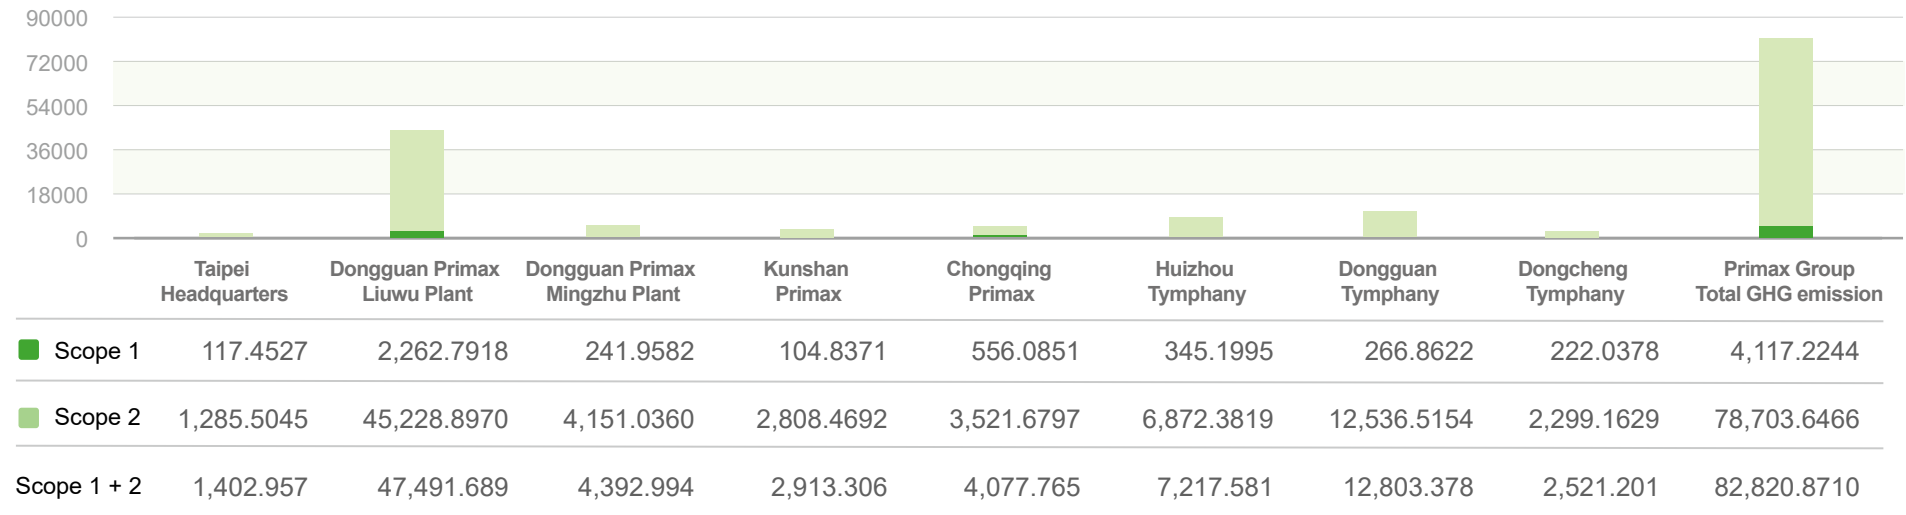 90000
72000
54000
36000
18000
0
Taipei Headquarters
Dongguan Primax Liuwu Plant
Dongguan Primax Mingzhu Plant
Kunshan Primax
Chongqing Primax
Huizhou Tymphany
Dongguan Tymphany
Dongcheng Tymphany
Primax Group Total GHG emission
Scope 1 117.4527 2,262.7918 241.9582 104.8371 556.0851 345.1995 266.8622 222.0378 4,117.2244
Scope 2 1,285.5045 45,228.8970 4,151.0360 2,808.4692 3,521.6797 6,872.3819 12,536.5154 2,299.1629 78,703.6466
Scope 1 + 2 1,402.957 47,491.689 4,392.994 2,913.306 4,077.765 7,217.581 12,803.378 2,521.201 82,820.8710